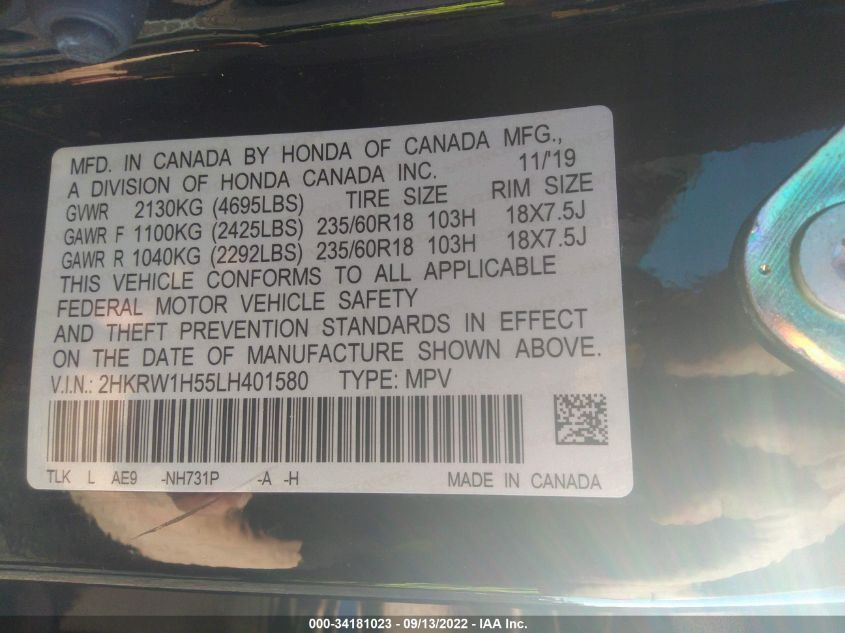 MFD. IN CANADA BY HONDA OF CANADA MFG.,
A DIVISION OF HONDA CANADA INC. 11/'19
GVWR 2130KG (4695LBS) TIRE SIZE RIM SIZE
GAWR F 1100KG (2425LBS) 235/60R18 103H 18X7.5J
GAWR R 1040KG (2292LBS) 235/60R18 103H 18X7.5J
THIS VEHICLE CONFORMS TO ALL APPLICABLE
FEDERAL MOTOR VEHICLE SAFETY
AND THEFT PREVENTION STANDARDS IN EFFECT
ON THE DATE OF MANUFACTURE SHOWN ABOVE.
V.I.N.: 2HKRW1H55LH401580 TYPE: MPV
TLK L AE9 -NH731P -A -H MADE IN CANADA
000-34181023 - 09/13/2022 - IAA Inc.